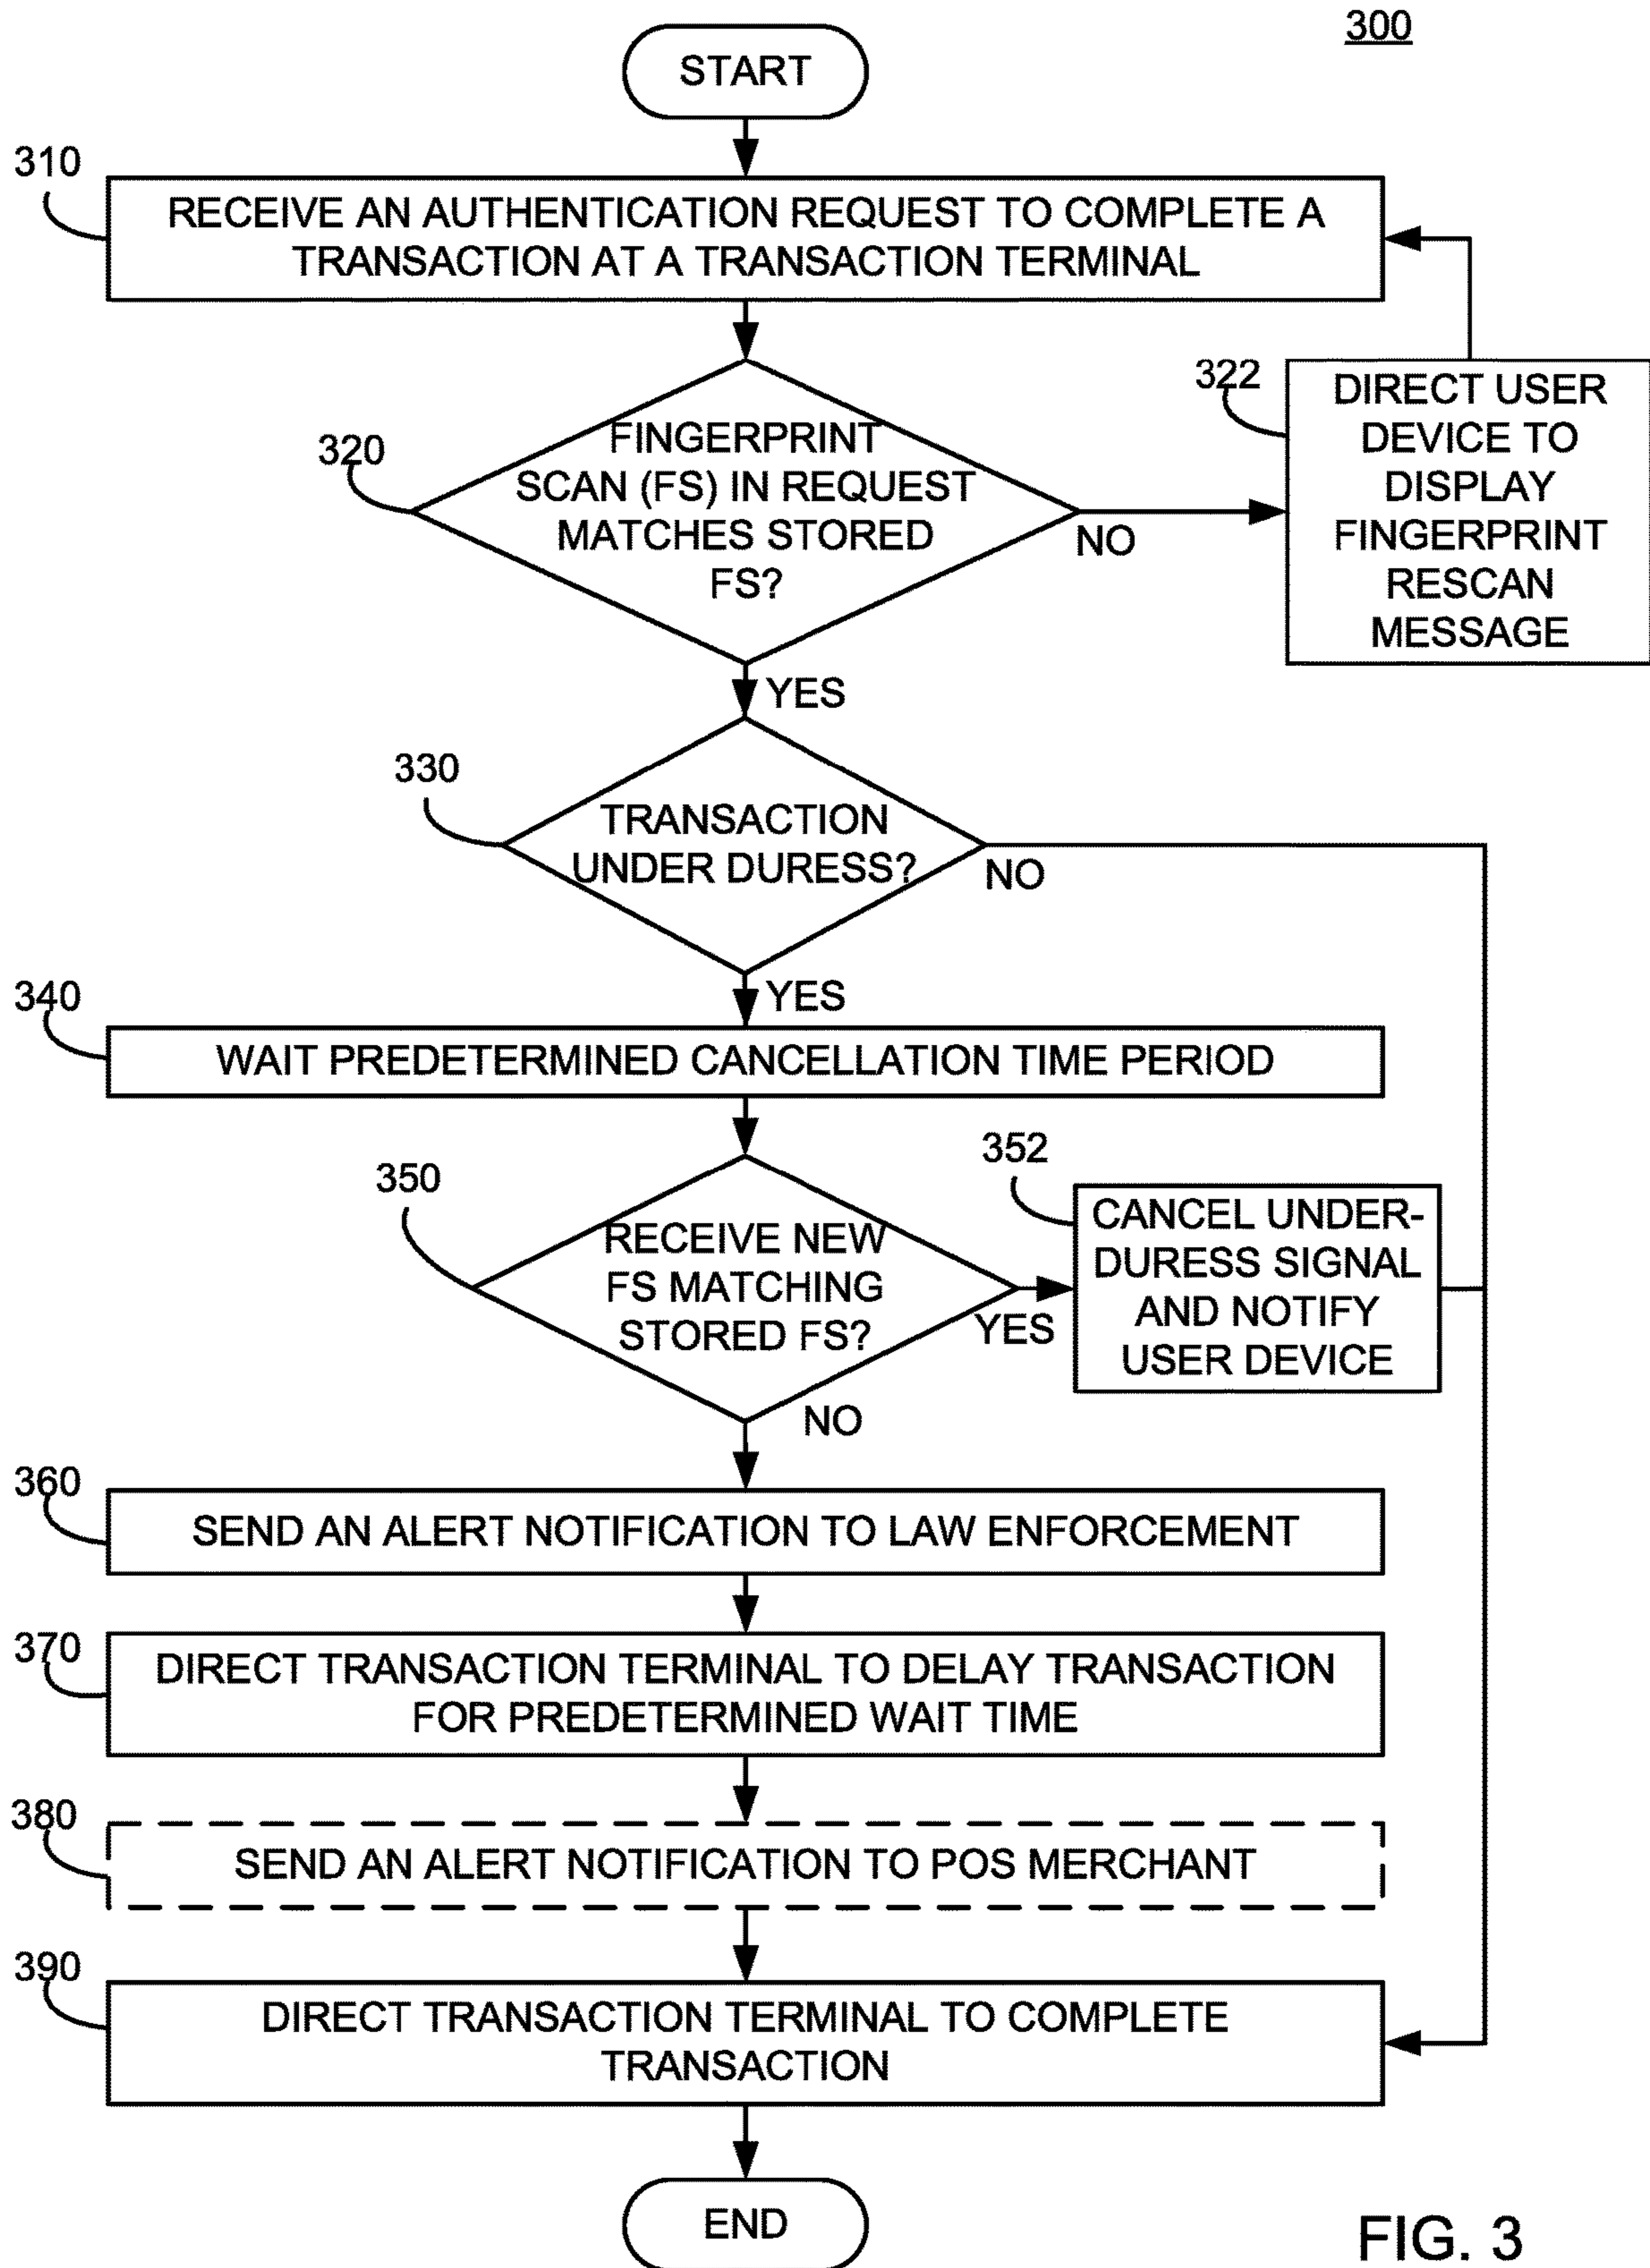 300
START
310
RECEIVE AN AUTHENTICATION REQUEST TO COMPLETE A
TRANSACTION AT A TRANSACTION TERMINAL
320
FINGERPRINT
SCAN (FS) IN REQUEST
MATCHES STORED
FS?
NO
322
DIRECT USER
DEVICE TO
DISPLAY
FINGERPRINT
RESCAN
MESSAGE
YES
330
TRANSACTION
UNDER DURESS?
NO
YES
340
WAIT PREDETERMINED CANCELLATION TIME PERIOD
350
RECEIVE NEW
FS MATCHING
STORED FS?
YES
352
CANCEL UNDER-
DURESS SIGNAL
AND NOTIFY
USER DEVICE
NO
360
SEND AN ALERT NOTIFICATION TO LAW ENFORCEMENT
370
DIRECT TRANSACTION TERMINAL TO DELAY TRANSACTION
FOR PREDETERMINED WAIT TIME
380
SEND AN ALERT NOTIFICATION TO POS MERCHANT
390
DIRECT TRANSACTION TERMINAL TO COMPLETE
TRANSACTION
END
FIG. 3